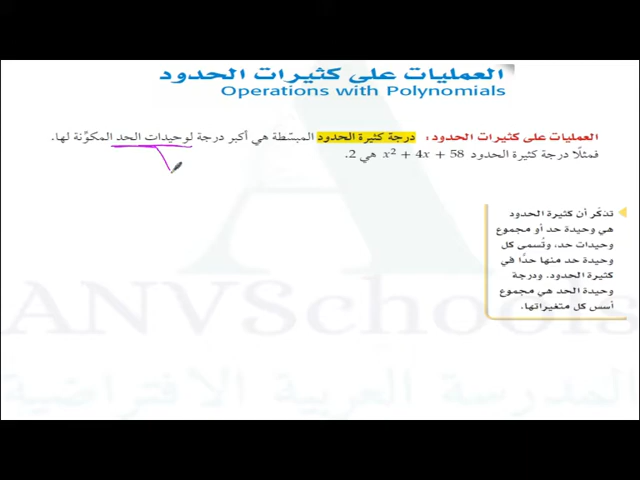 العمليات على كثيرات الحدود
Operations with Polynomials
العمليات على كثيرات الحدود: درجة كثيرة الحدود المبسّطة هي أكبر درجة لوحيدات الحد المكوِّنة لها.
فمثلًا درجة كثيرة الحدود x² + 4x + 58 هي 2.
تذكّر أن كثيرة الحدود
هي وحيدة حد أو مجموع
وحيدات حد، وتُسمى كل
وحيدة حد منها حدًّا في
كثيرة الحدود، ودرجة
وحيدة الحد هي مجموع
أسس كل متغيراتها.
ANVSchools
المدرسة العربية الافتراضية